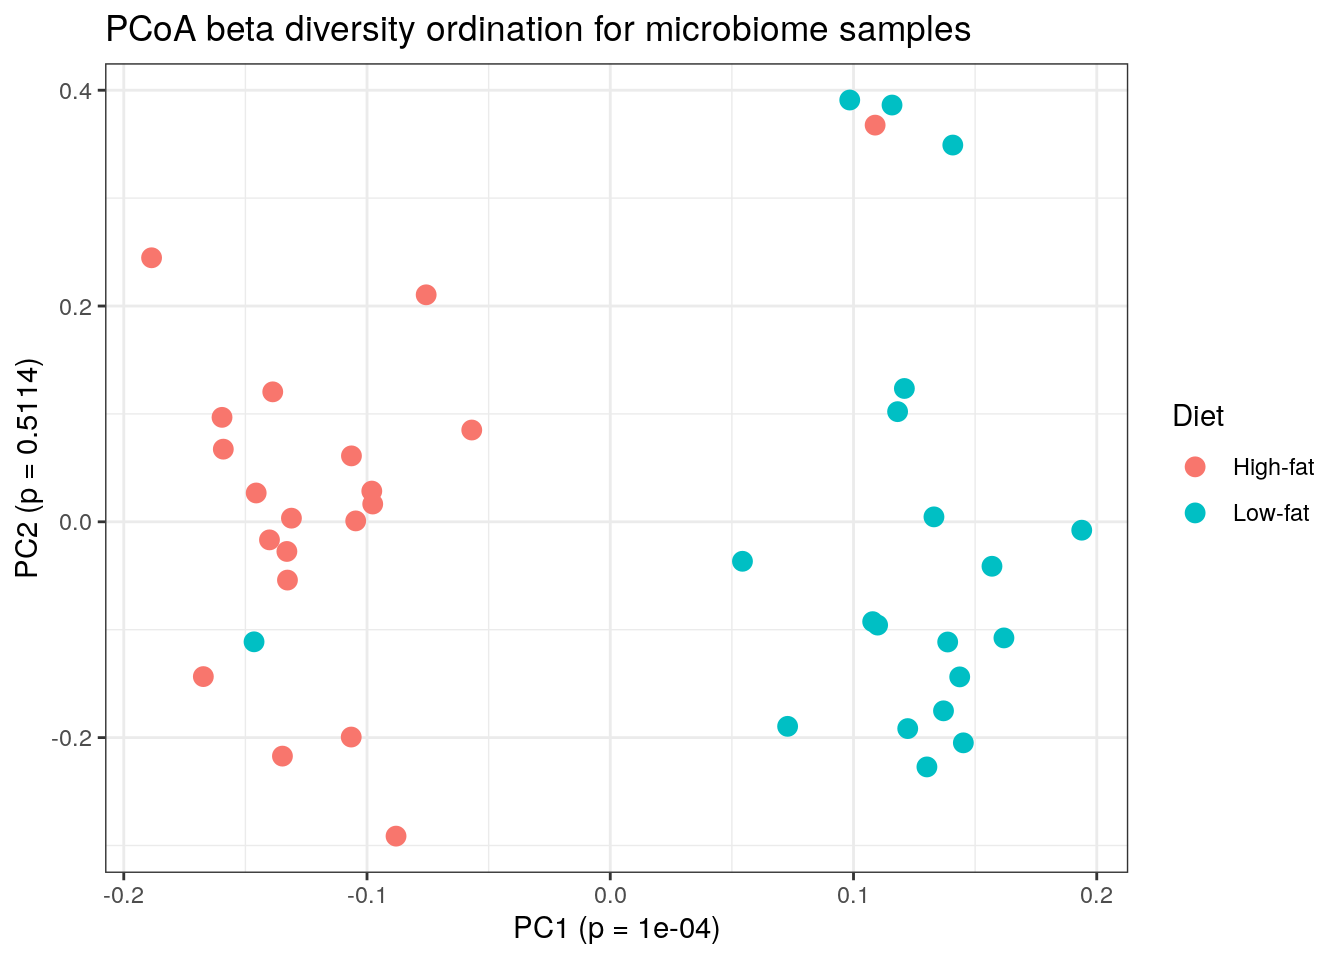 PCoA beta diversity ordination for microbiome samples
0.4
0.2
0.0
-0.2
PC2 (p = 0.5114)
-0.2
-0.1
0.0
0.1
0.2
PC1 (p = 1e-04)
Diet
High-fat
Low-fat